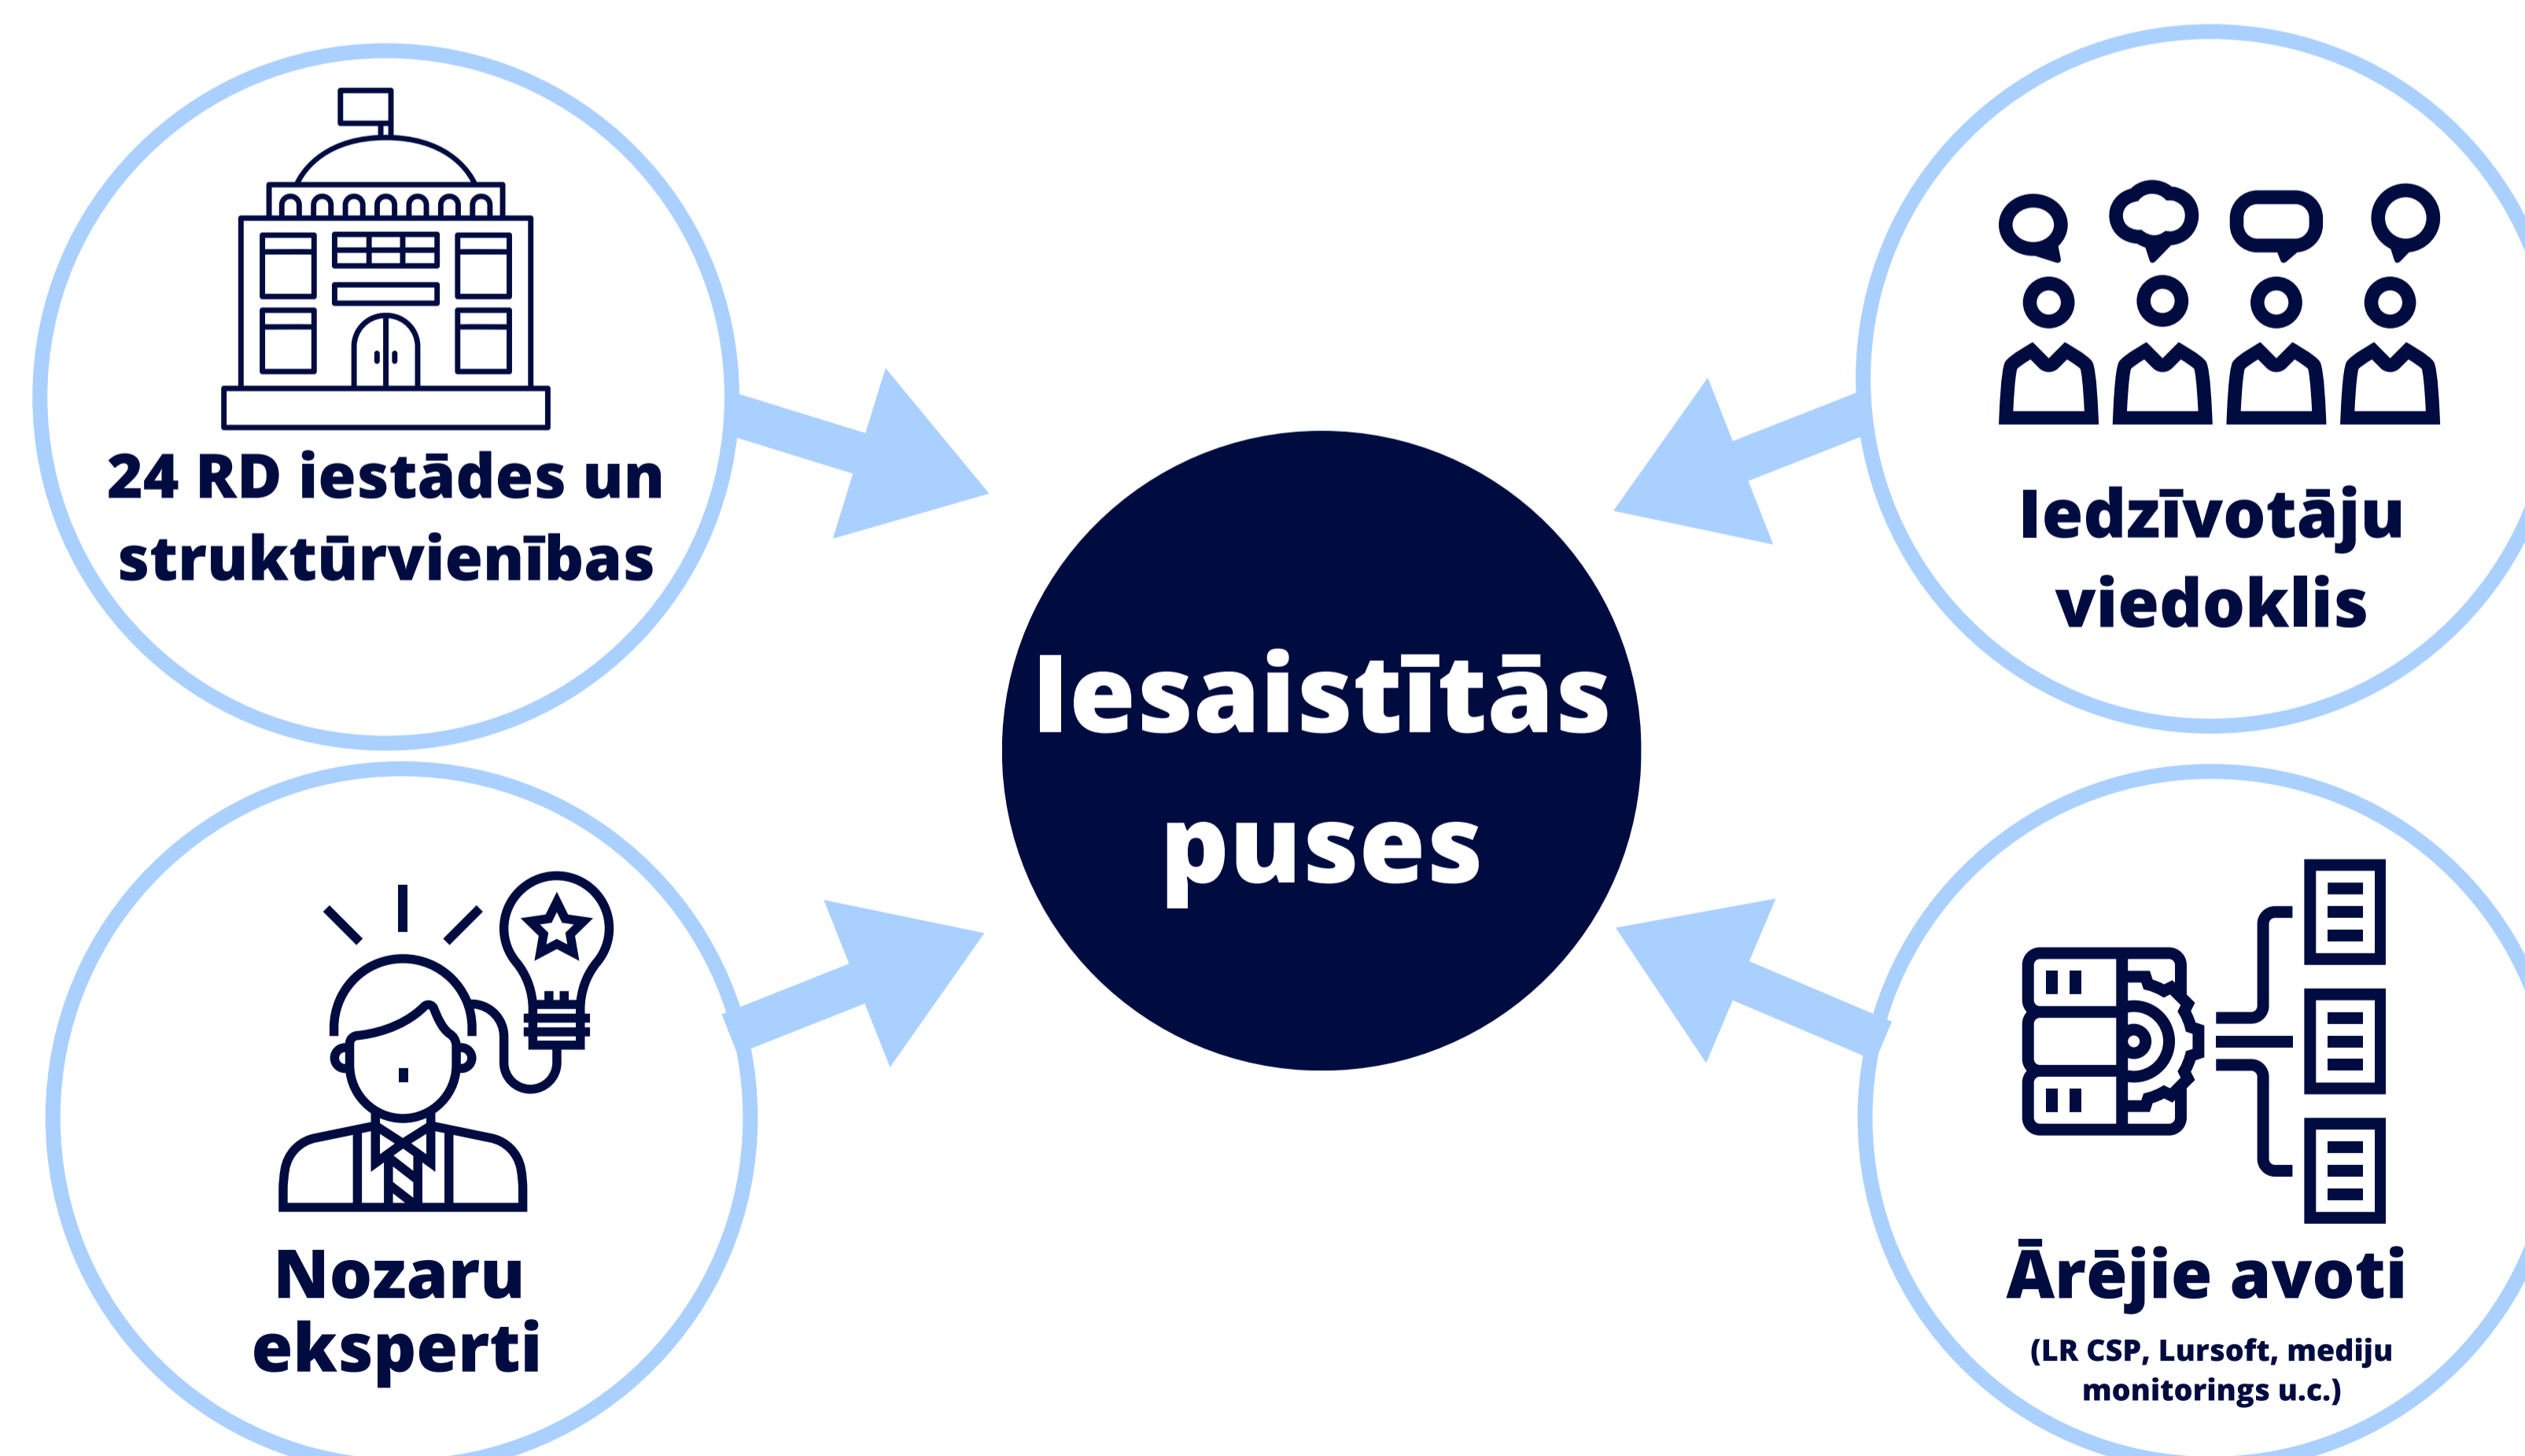 24 RD iestādes un
struktūrvienības
Iedzīvotāju
viedoklis
Iesaistītās
puses
Nozaru
eksperti
Ārējie avoti
(LR CSP, Lursoft, mediju
monitorings u.c.)